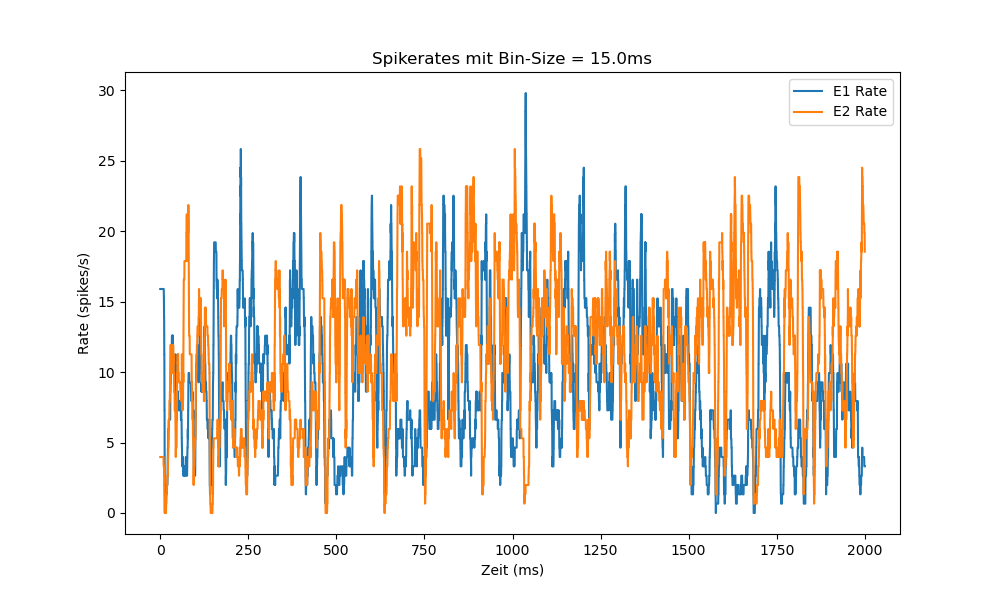 Spikerates mit Bin-Size = 15.0ms
E1 Rate
E2 Rate
Rate (spikes/s)
30
25
20
15
10
5
0
0 250 500 750 1000 1250 1500 1750 2000
Zeit (ms)